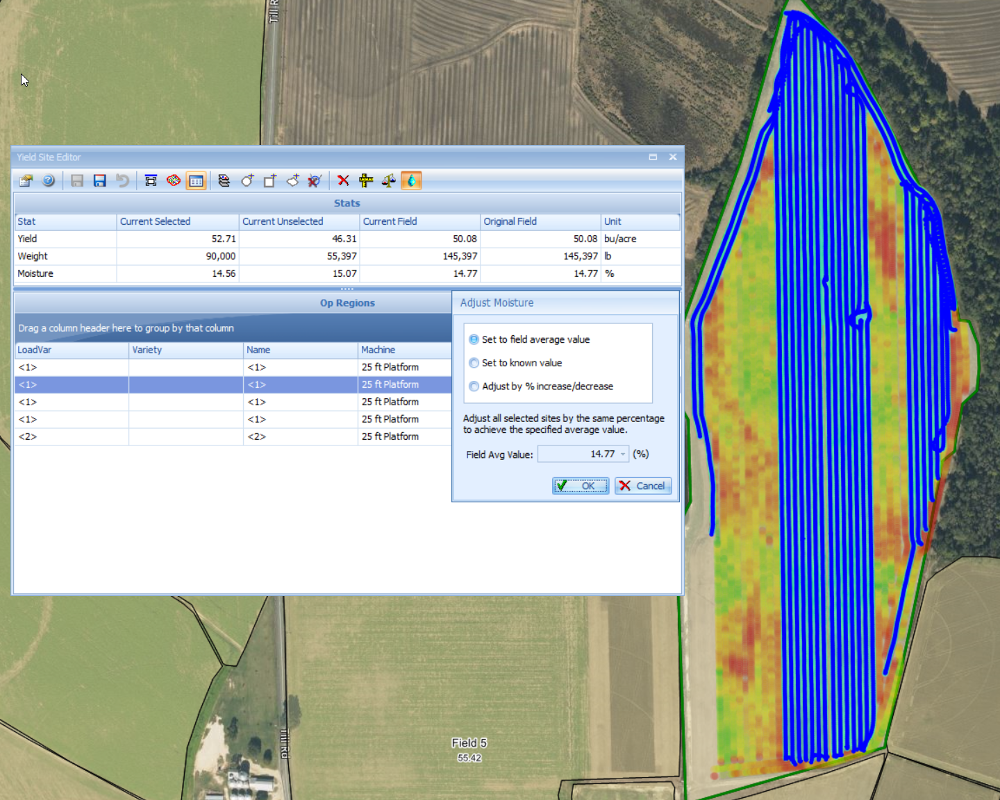 Till R
Yield Site Editor
Stats
Stat Current Selected Current Unselected Current Field Original Field Unit
Yield 52.71 46.31 50.08 50.08 bu/acre
Weight 90,000 55,397 145,397 145,397 lb
Moisture 14.56 15.07 14.77 14.77 %
Op Regions
Drag a column header here to group by that column
LoadVar Variety Name Machine
<1> <1> 25 ft Platform
<1> <1> 25 ft Platform
<1> <1> 25 ft Platform
<1> <1> 25 ft Platform
<2> <2> 25 ft Platform
Adjust Moisture
Set to field average value
Set to known value
Adjust by % increase/decrease
Adjust all selected sites by the same percentage
to achieve the specified average value.
Field Avg Value: 14.77 (%)
OK Cancel
Till Rd
Field 5
55.42